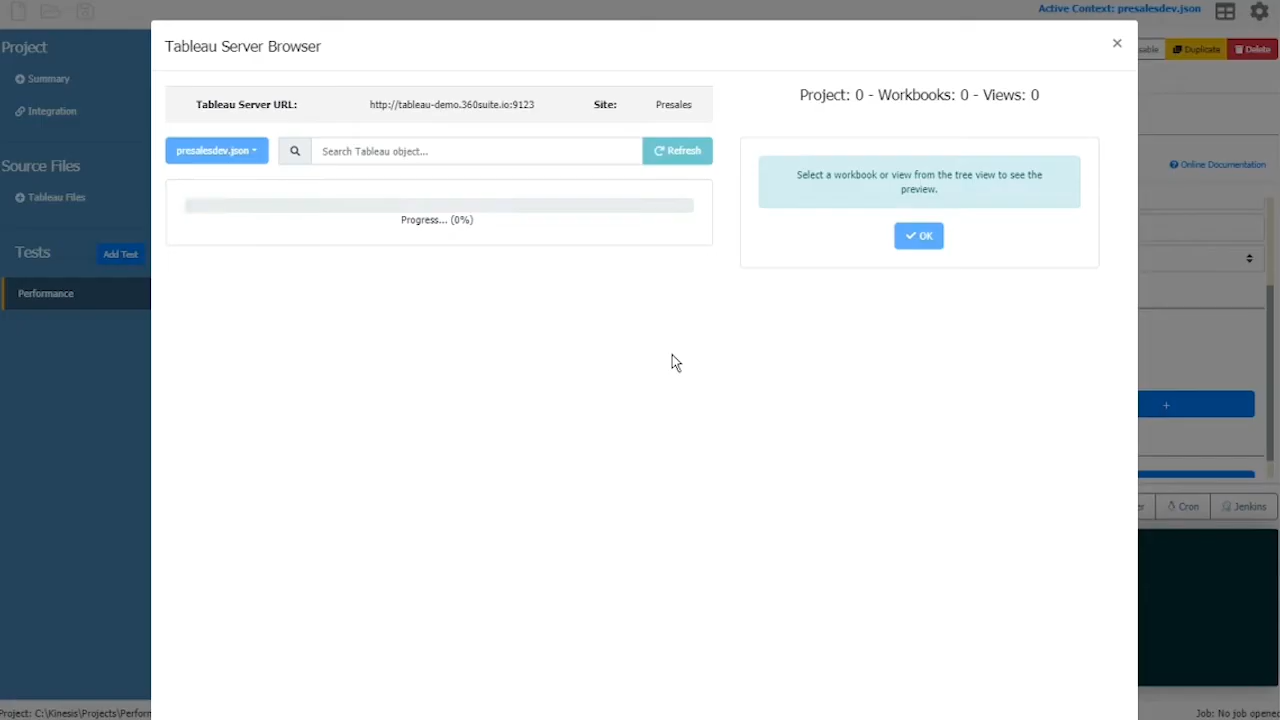 Active Context: presalesdev.json
Project
Summary
Integration
Source Files
Tableau Files
Tests
Add Test
Performance
Tableau Server Browser
×
Tableau Server URL: http://tableau-demo.360suite.io:9123 Site: Presales
presalesdev.json
Search Tableau object...
Refresh
Progress... (0%)
Project: 0 - Workbooks: 0 - Views: 0
Select a workbook or view from the tree view to see the
preview.
OK
Duplicate
Delete
Online Documentation
+
Cron
Jenkins
Project: C:\Kinesis\Projects\Perform
Job: No job opened